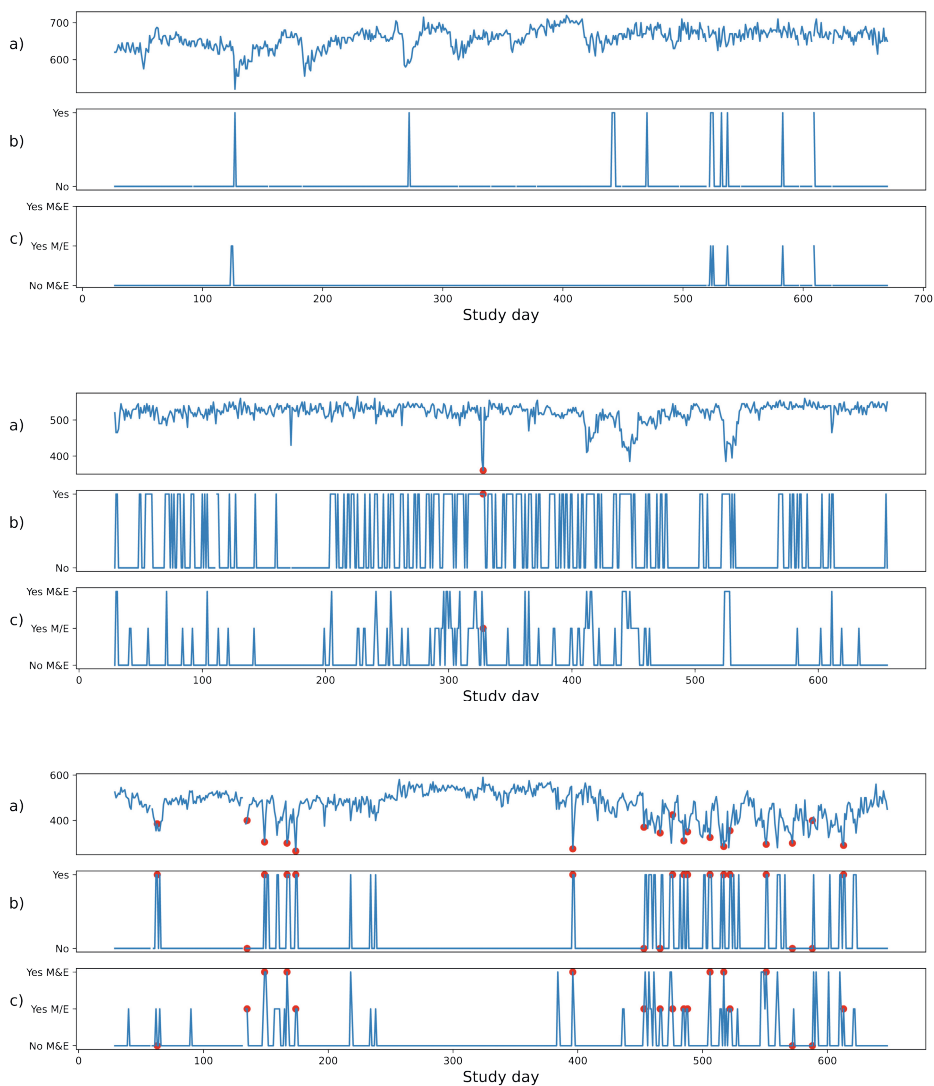 700
600
a)
Yes
No
b)
Yes M&E
Yes M/E
No M&E
c)
0 100 200 300 400 500 600 700
Study day
500
400
a)
Yes
No
b)
Yes M&E
Yes M/E
No M&E
c)
0 100 200 300 400 500 600
Study day
600
400
a)
Yes
No
b)
Yes M&E
Yes M/E
No M&E
c)
0 100 200 300 400 500 600
Study day